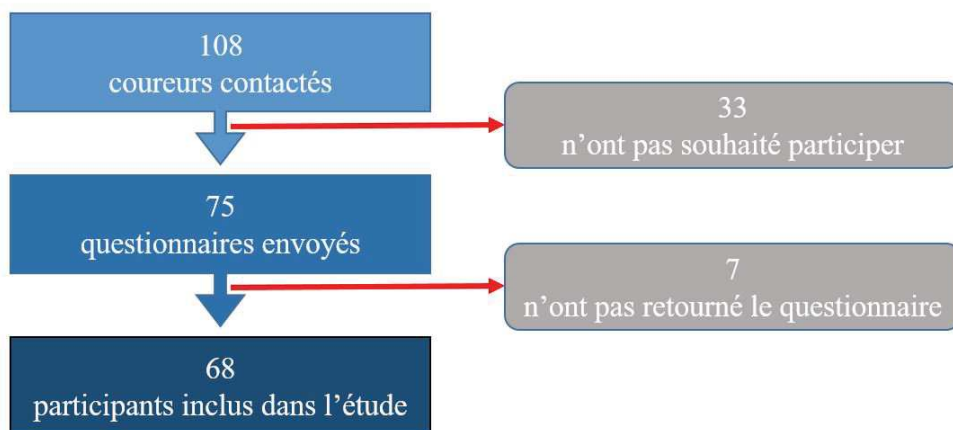 108
coureurs contactés
33
n'ont pas souhaité participer
75
questionnaires envoyés
7
n'ont pas retourné le questionnaire
68
participants inclus dans l'étude